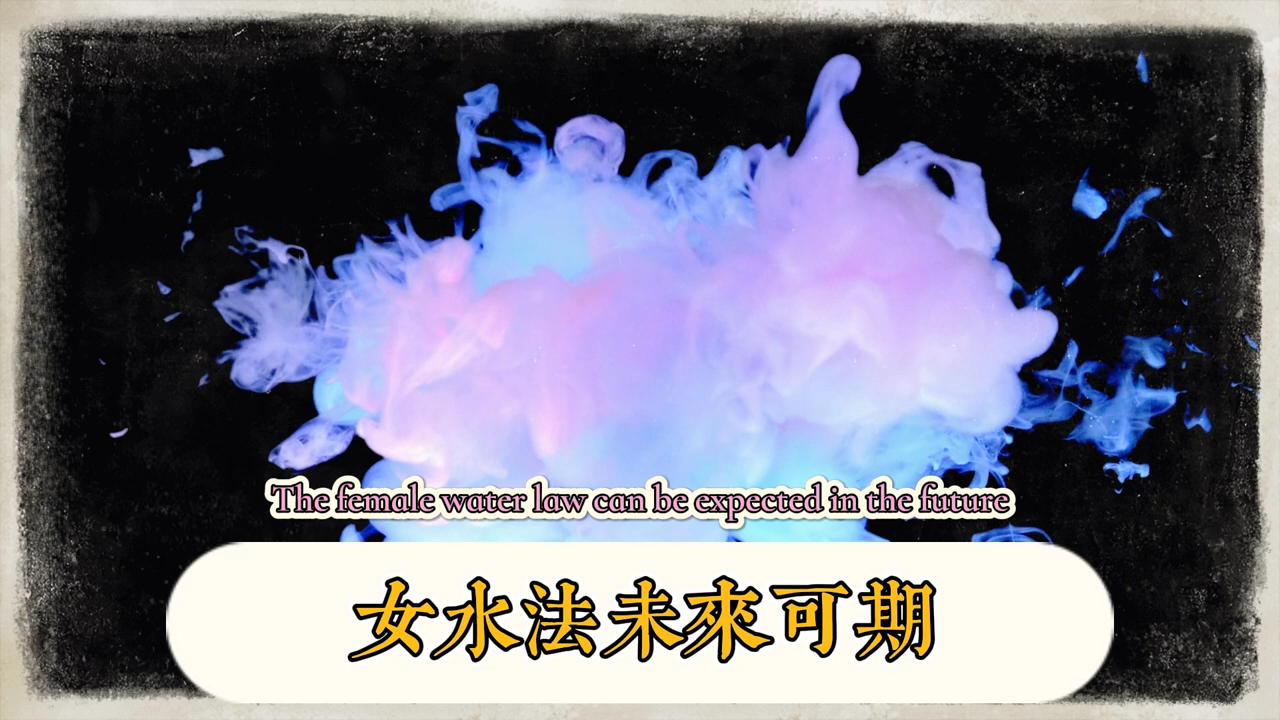 The female water law can be expected in the future
女水法未來可期